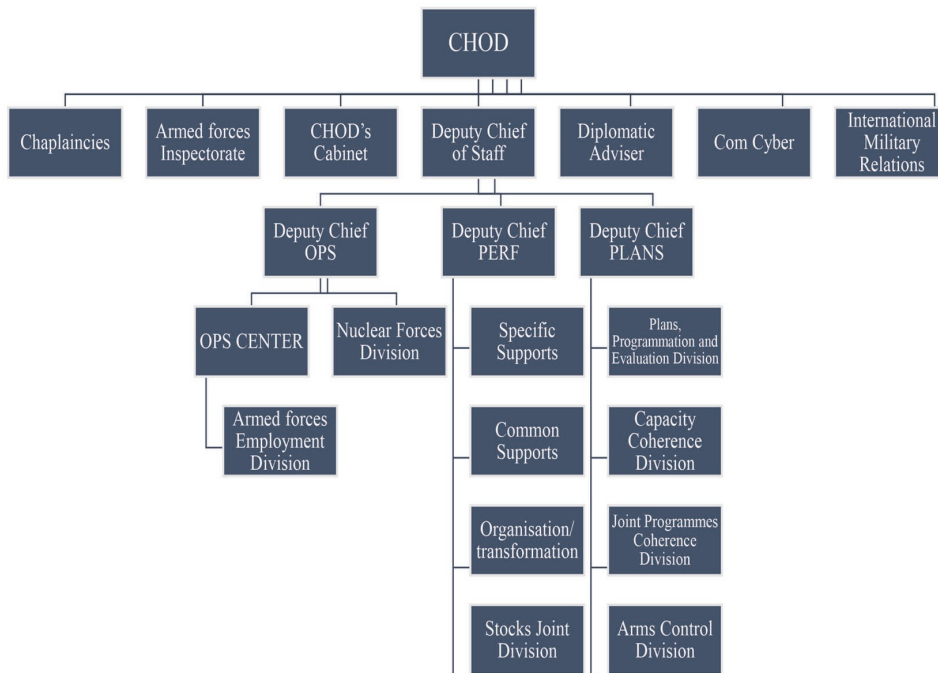 CHOD
Chaplaincies
Armed forces
Inspectorate
CHOD's
Cabinet
Deputy Chief
of Staff
Diplomatic
Adviser
Com Cyber
International
Military
Relations
Deputy Chief
OPS
Deputy Chief
PERF
Deputy Chief
PLANS
OPS CENTER
Nuclear Forces
Division
Armed forces
Employment
Division
Specific
Supports
Common
Supports
Organisation/
transformation
Stocks Joint
Division
Plans,
Programmation and
Evaluation Division
Capacity
Coherence
Division
Joint Programmes
Coherence
Division
Arms Control
Division